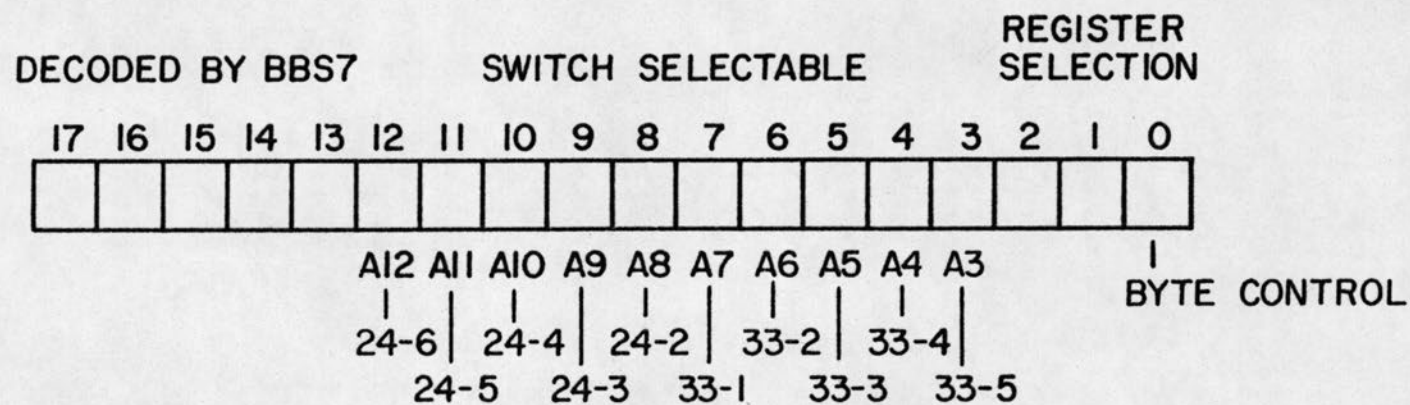 REGISTER
DECODED BY BBS7 SWITCH SELECTABLE SELECTION
17 16 15 14 13 12 11 10 9 8 7 6 5 4 3 2 1 0
A12 A11 A10 A9 A8 A7 A6 A5 A4 A3
BYTE CONTROL
24-6 24-4 24-2 33-2 33-4
24-5 24-3 33-1 33-3 33-5